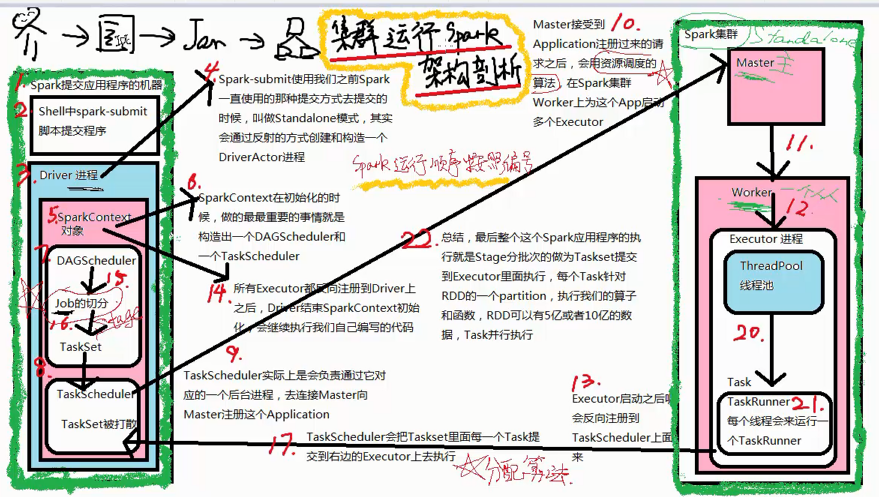 Jar
集群运行Spark
架构剖析
10.
Master接受到
Application注册过来的请
求之后，会用资源调度的
算法，在Spark集群
Worker上为这个App启动
多个Executor
Spark集群
Standalone
Master 主
11.
Worker
12.
Executor 进程
ThreadPool
线程池
20.
Task
TaskRunner 21.
每个线程会来运行一
个TaskRunner
1.
Spark提交应用程序的机器
2.
Shell中spark-submit
脚本提交程序
3. Driver 进程
4.
Spark-submit使用我们之前Spark
一直使用的那种提交方式去提交的
时候，叫做Standalone模式，其实
会通过反射的方式创建和构造一个
DriverActor进程
Spark运行顺序按照编号
5. SparkContext
对象
6.
SparkContext在初始化的时
候，做的最最重要的事情就是
构造出一个DAGScheduler和
一个TaskScheduler
7.
DAGScheduler
15.
Job的切分
16. stage
TaskSet
8.
TaskScheduler
TaskSet被打散
14.
所有Executor都反向注册到Driver上
之后，Driver结束SparkContext初始
化，会继续执行我们自己编写的代码
22.
总结，最后整个这个Spark应用程序的执
行就是Stage分批次的做为Taskset提交
到Executor里面执行，每个Task针对
RDD的一个partition，执行我们的算子
和函数，RDD可以有5亿或者10亿的数
据，Task并行执行
9.
TaskScheduler实际上是会负责通过它对
应的一个后台进程，去连接Master向
Master注册这个Application
13.
Executor启动之后吧
会反向注册到
TaskScheduler上面
来
17.
TaskScheduler会把Taskset里面每一个Task提
交到右边的Executor上去执行
分配算法.